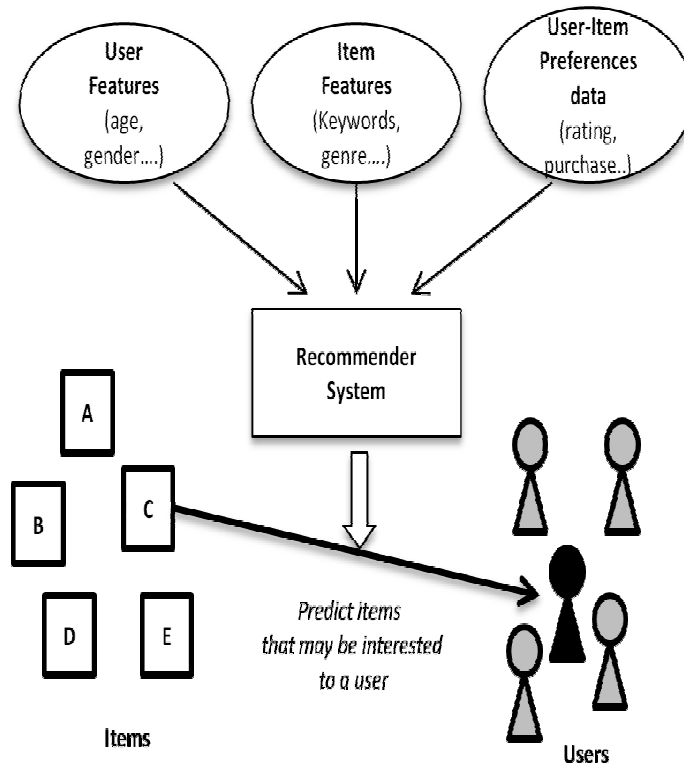 User
Features
(age,
gender....)
Item
Features
(Keywords,
genre....)
User-Item
Preferences
data
(rating,
purchase..)
Recommender
System
A
B
C
D
E
Predict items
that may be interested
to a user
Items
Users